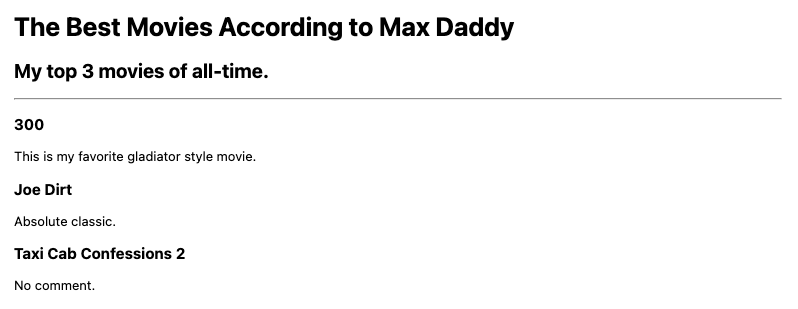 The Best Movies According to Max Daddy
My top 3 movies of all-time.
300
This is my favorite gladiator style movie.
Joe Dirt
Absolute classic.
Taxi Cab Confessions 2
No comment.